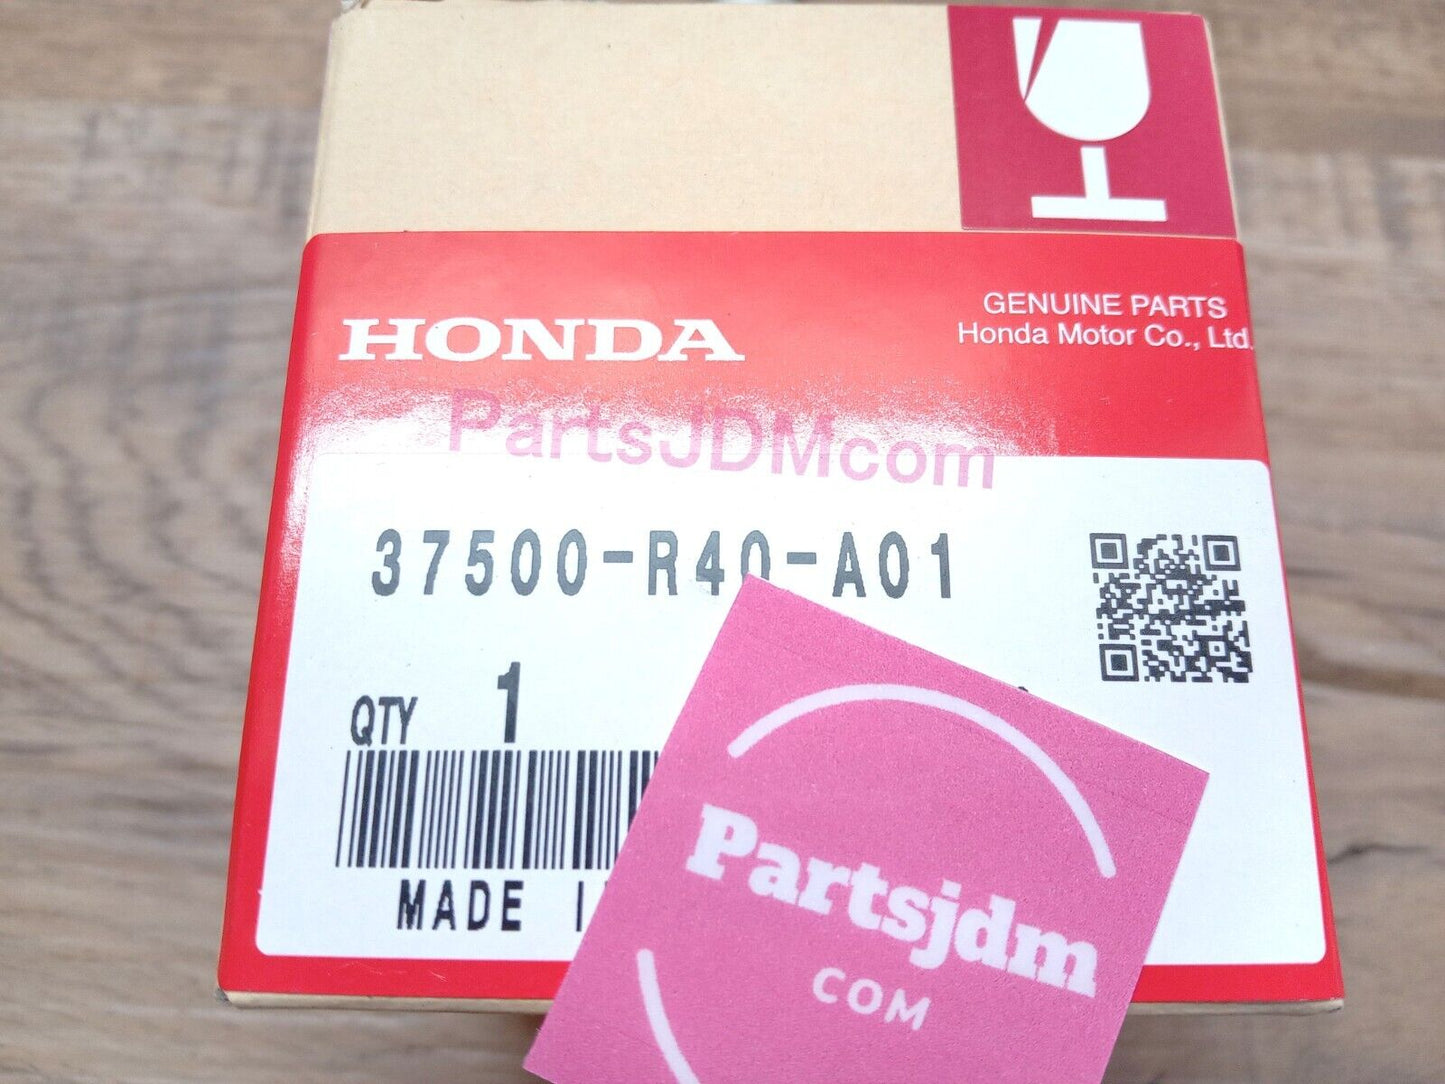 HONDA
GENUINE PARTS
Honda Motor Co., Ltd.
PartsJDMcom
37500-R40-A01
QTY 1
MADE
Partsjdm
COM